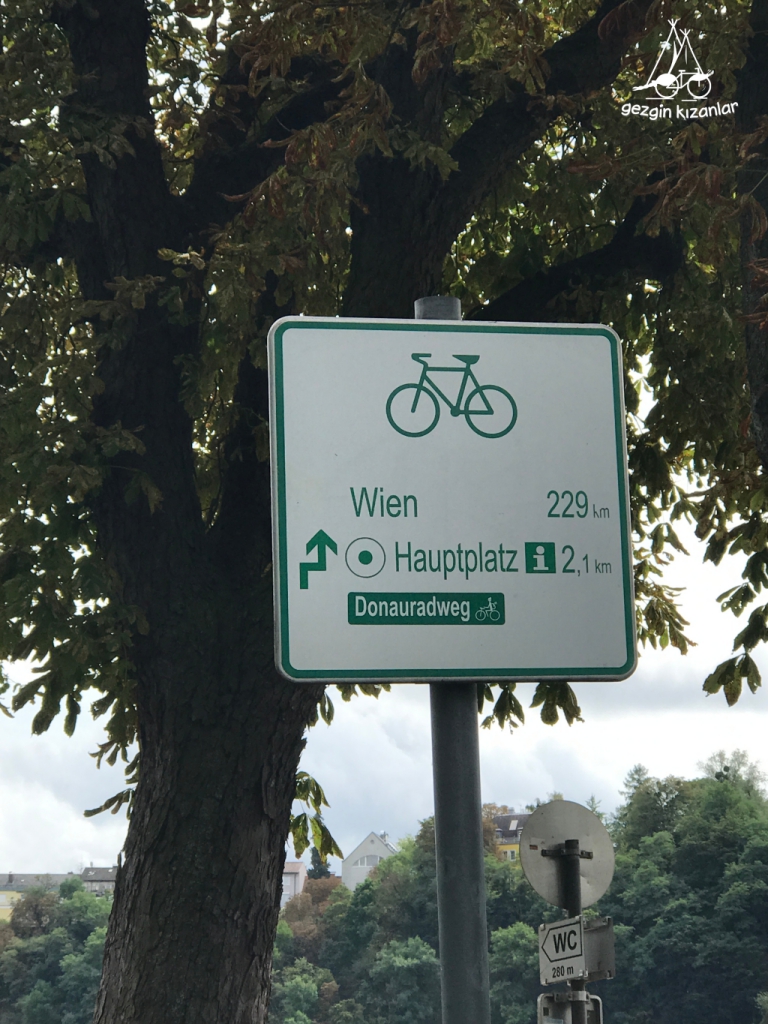 gezgin kızanlar
Wien 229 km
Hauptplatz i 2,1 km
Donauradweg
WC
280 m